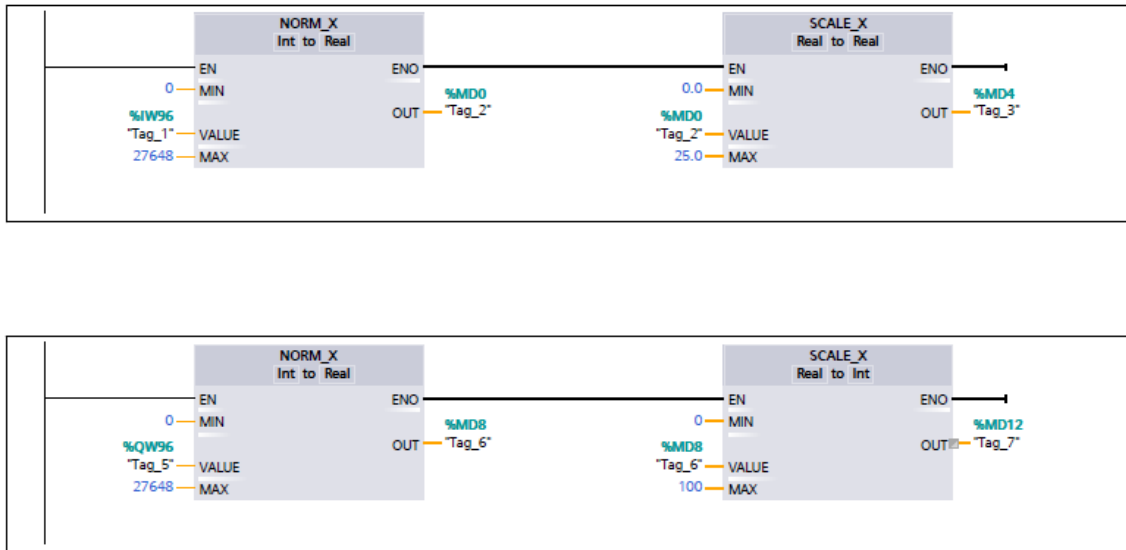 NORM_X
Int to Real
SCALE_X
Real to Real
EN ENO EN ENO
0 MIN 0.0 MIN
%MD0 %MD4
OUT "Tag_2" OUT "Tag_3"
%IW96 %MD0
"Tag_1" VALUE "Tag_2" VALUE
27648 MAX 25.0 MAX
NORM_X
Int to Real
SCALE_X
Real to Int
EN ENO EN ENO
0 MIN 0 MIN
%MD8 %MD12
OUT "Tag_6" OUT "Tag_7"
%QW96 %MD8
"Tag_5" VALUE "Tag_6" VALUE
27648 MAX 100 MAX